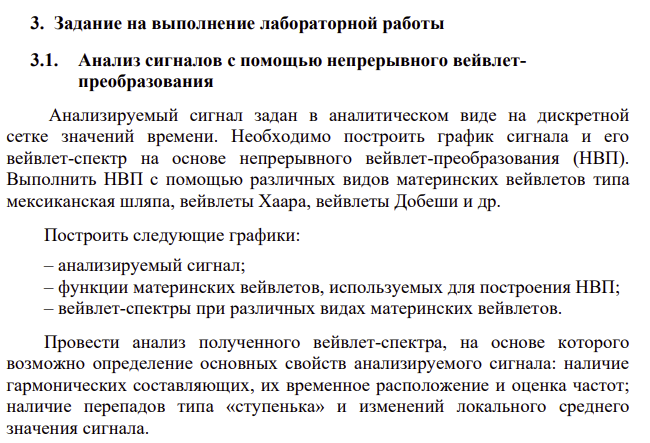 3. Задание на выполнение лабораторной работы
3.1. Анализ сигналов с помощью непрерывного вейвлет-
преобразования
Анализируемый сигнал задан в аналитическом виде на дискретной
сетке значений времени. Необходимо построить график сигнала и его
вейвлет-спектр на основе непрерывного вейвлет-преобразования (НВП).
Выполнить НВП с помощью различных видов материнских вейвлетов типа
мексиканская шляпа, вейвлеты Хаара, вейвлеты Добеши и др.
Построить следующие графики:
– анализируемый сигнал;
– функции материнских вейвлетов, используемых для построения НВП;
– вейвлет-спектры при различных видах материнских вейвлетов.
Провести анализ полученного вейвлет-спектра, на основе которого
возможно определение основных свойств анализируемого сигнала: наличие
гармонических составляющих, их временное расположение и оценка частот;
наличие перепадов типа «ступенька» и изменений локального среднего
значения сигнала.